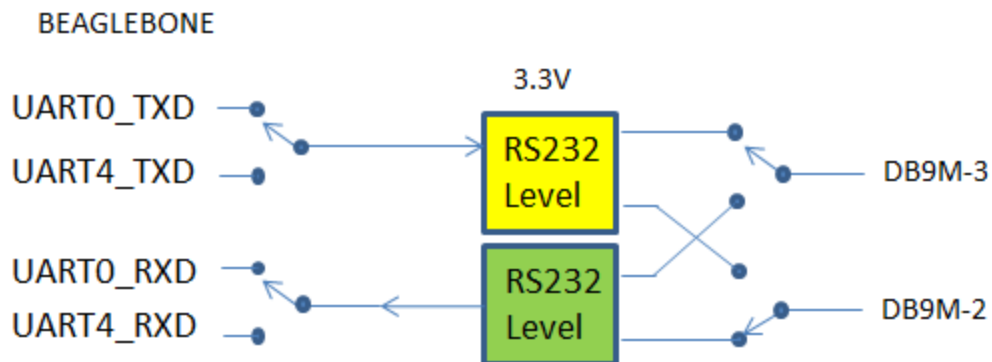 BEAGLEBONE
3.3V
UART0_TXD
UART4_TXD
RS232
Level
DB9M-3
UART0_RXD
UART4_RXD
RS232
Level
DB9M-2